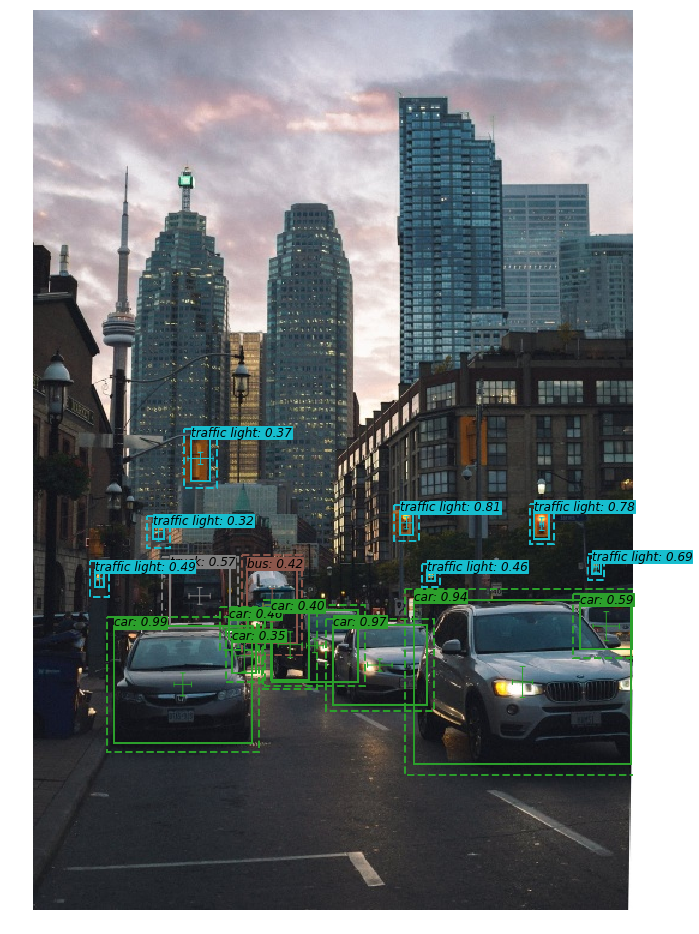 traffic light: 0.37
traffic light: 0.81
traffic light: 0.78
traffic light: 0.32
traffic light: 0.69
truck: 0.57
bus: 0.42
traffic light: 0.49
traffic light: 0.46
car: 0.94
car: 0.59
car: 0.46
car: 0.40
car: 0.99
car: 0.97
car: 0.35